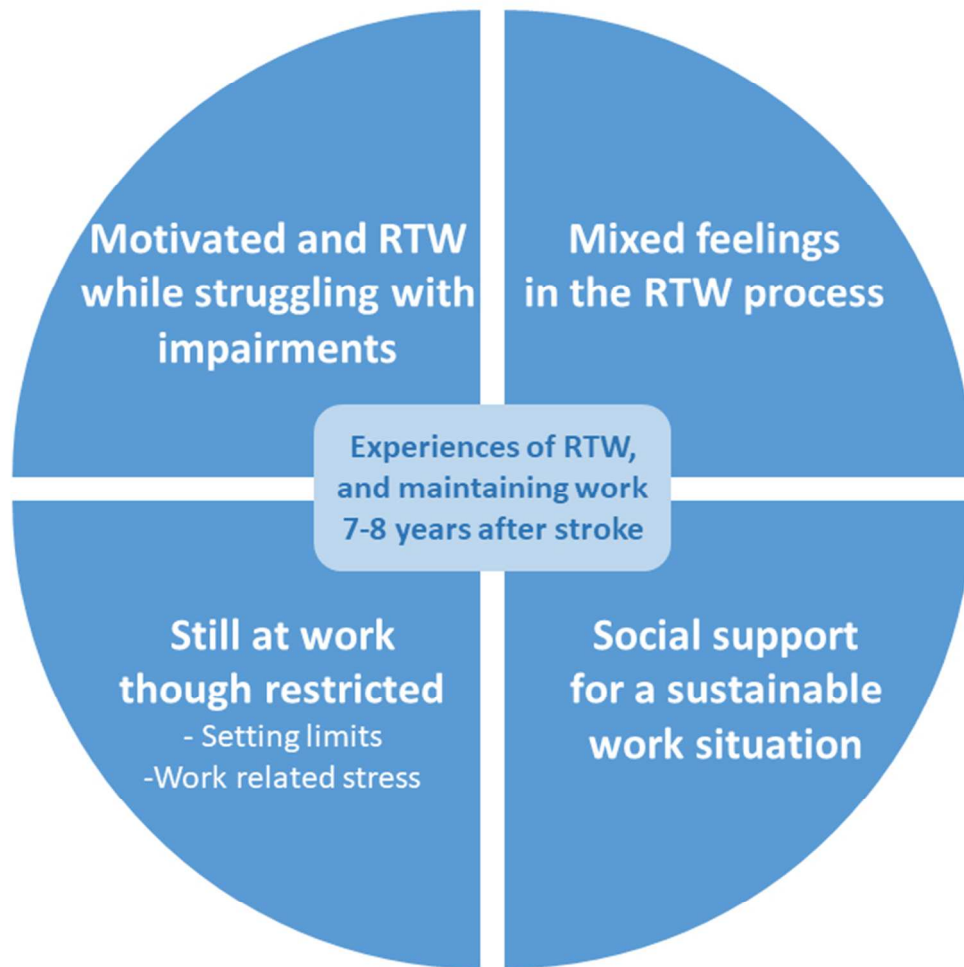 Motivated and RTW
while struggling with
impairments
Mixed feelings
in the RTW process
Experiences of RTW,
and maintaining work
7-8 years after stroke
Still at work
though restricted
- Setting limits
-Work related stress
Social support
for a sustainable
work situation